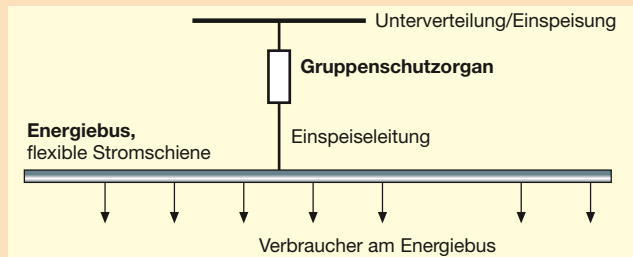 Unterverteilung/Einspeisung
Gruppenschutzorgan
Energiebus,
flexible Stromschiene
Einspeiseleitung
Verbraucher am Energiebus